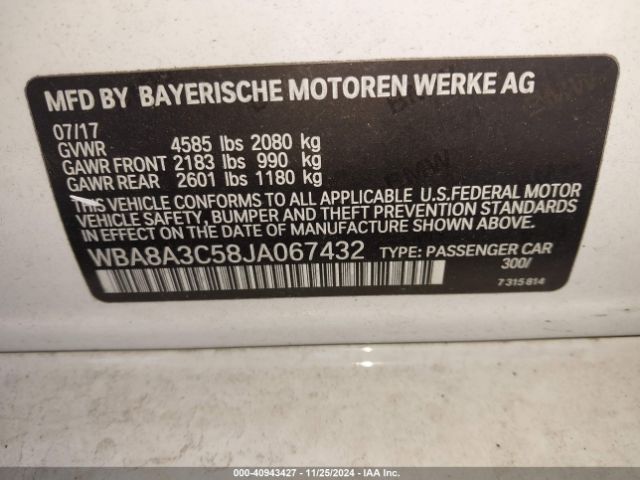 MFD BY BAYERISCHE MOTOREN WERKE AG
07/17
GVWR 4585 lbs 2080 kg
GAWR FRONT 2183 lbs 990 kg
GAWR REAR 2601 lbs 1180 kg
THIS VEHICLE CONFORMS TO ALL APPLICABLE U.S.FEDERAL MOTOR
VEHICLE SAFETY, BUMPER AND THEFT PREVENTION STANDARDS
IN EFFECT ON THE DATE OF MANUFACTURE SHOWN ABOVE.
WBA8A3C58JA067432 TYPE: PASSENGER CAR
300/
7315814
000-40943427 - 11/25/2024 - IAA Inc.